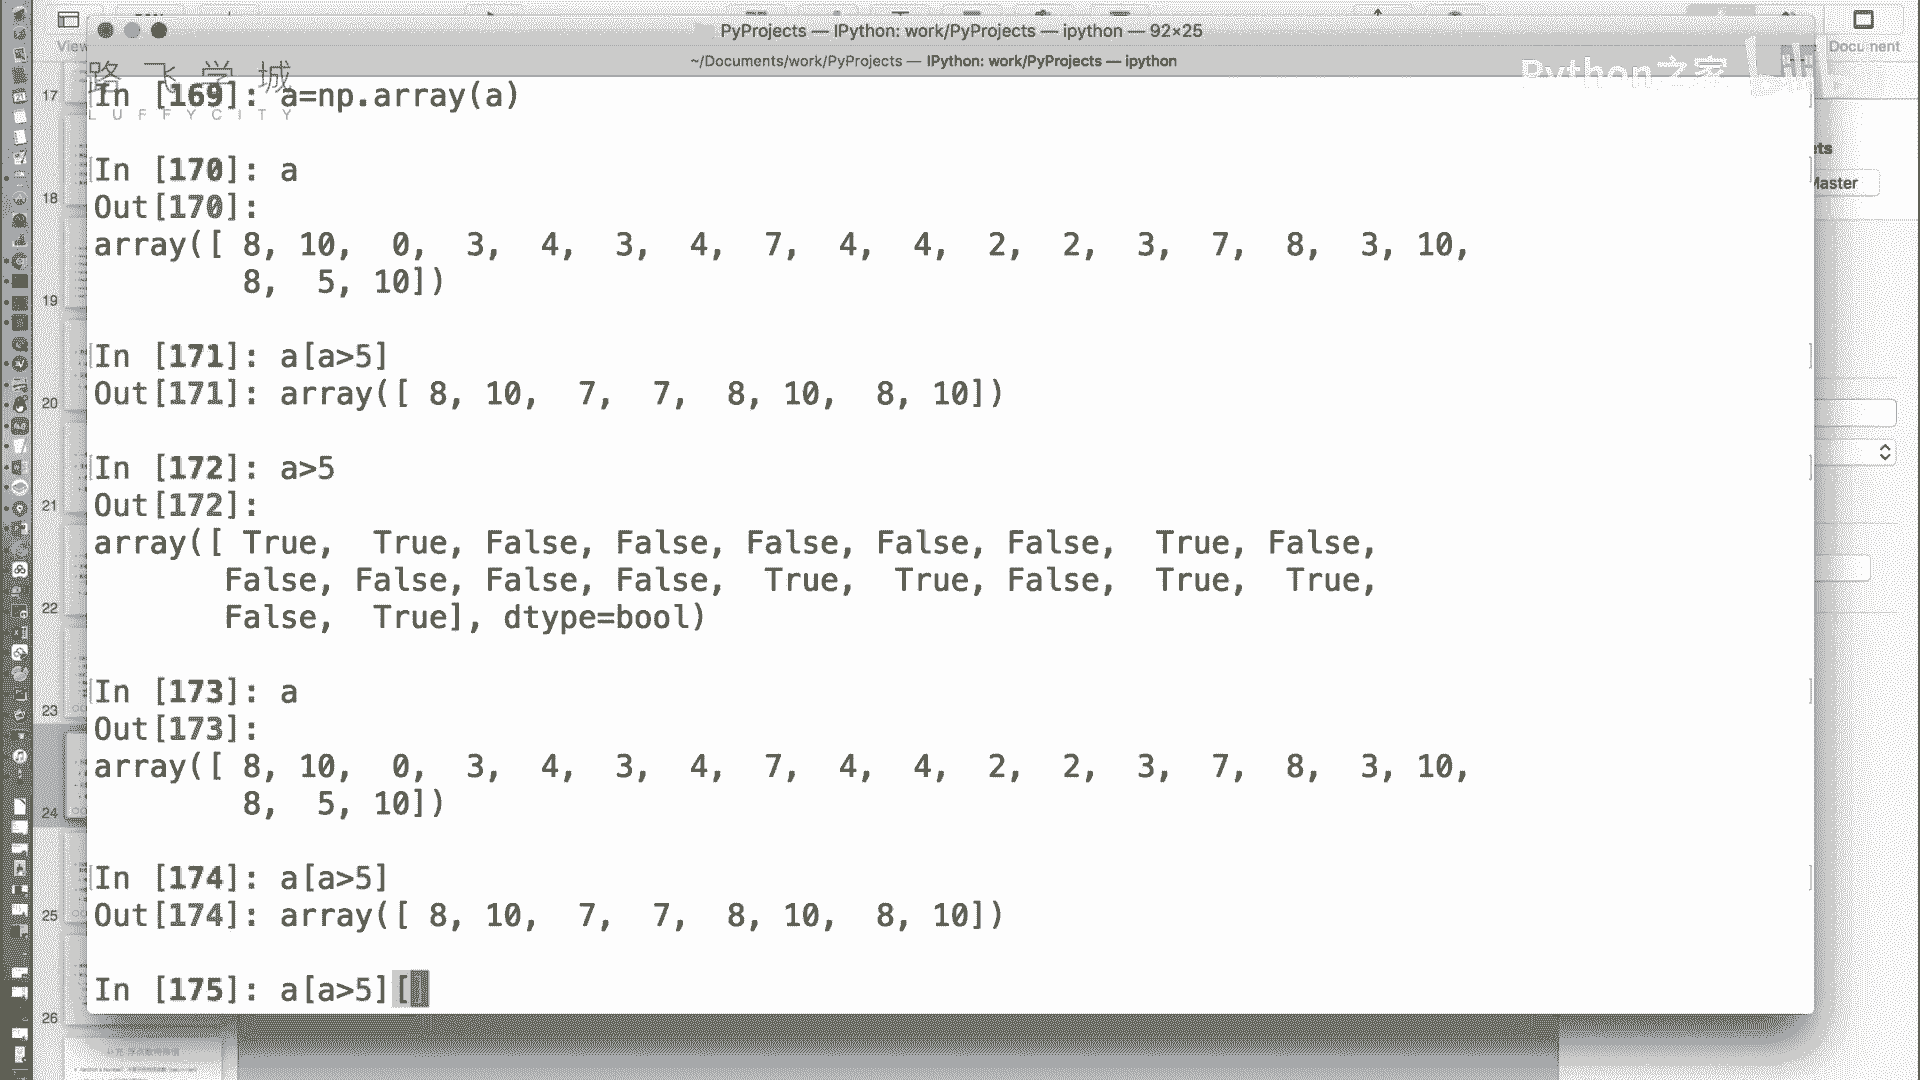 PyProjects — IPython: work/PyProjects — ipython — 92×25
View
Document
~/Documents/work/PyProjects — IPython: work/PyProjects — ipython
路飞学城
LUFFYCITY
Python之家
In [169]: a=np.array(a)
In [170]: a
Out[170]:
array([ 8, 10,  0,  3,  4,  3,  4,  7,  4,  4,  2,  2,  3,  7,  8,  3, 10,
        8,  5, 10])
In [171]: a[a>5]
Out[171]: array([ 8, 10,  7,  7,  8, 10,  8, 10])
In [172]: a>5
Out[172]:
array([ True,  True, False, False, False, False, False,  True, False,
       False, False, False, False,  True,  True, False,  True,  True,
       False,  True], dtype=bool)
In [173]: a
Out[173]:
array([ 8, 10,  0,  3,  4,  3,  4,  7,  4,  4,  2,  2,  3,  7,  8,  3, 10,
        8,  5, 10])
In [174]: a[a>5]
Out[174]: array([ 8, 10,  7,  7,  8, 10,  8, 10])
In [175]: a[a>5][]
17
18
19
20
21
22
23
24
25
26
ets
Master